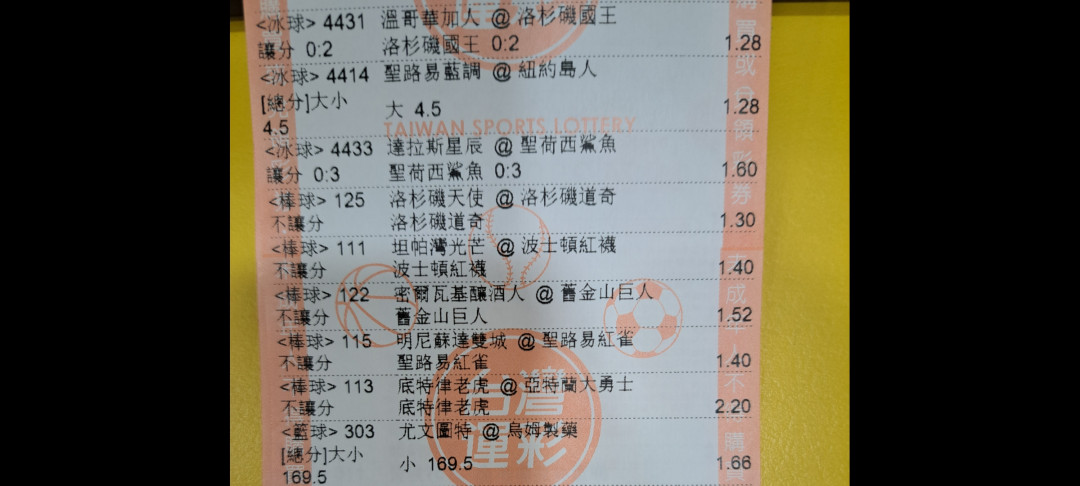 <冰球> 4431 溫哥華加人 @ 洛杉磯國王
讓分 0:2 洛杉磯國王 0:2 1.28
<冰球> 4414 聖路易藍調 @ 紐約島人
[總分]大小 大 4.5 1.28
4.5
TAIWAN SPORTS LOTTERY
<冰球> 4433 達拉斯星辰 @ 聖荷西鯊魚
讓分 0:3 聖荷西鯊魚 0:3 1.60
<棒球> 125 洛杉磯天使 @ 洛杉磯道奇
不讓分 洛杉磯道奇 1.30
<棒球> 111 坦帕灣光芒 @ 波士頓紅襪
不讓分 波士頓紅襪 1.40
<棒球> 122 密爾瓦基釀酒人 @ 舊金山巨人
不讓分 舊金山巨人 1.52
<棒球> 115 明尼蘇達雙城 @ 聖路易紅雀
不讓分 聖路易紅雀 1.40
<棒球> 113 底特律老虎 @ 亞特蘭大勇士
不讓分 底特律老虎 2.20
<籃球> 303 尤文圖特 @ 烏姆製藥
[總分]大小 小 169.5 1.66
169.5
台灣
運彩